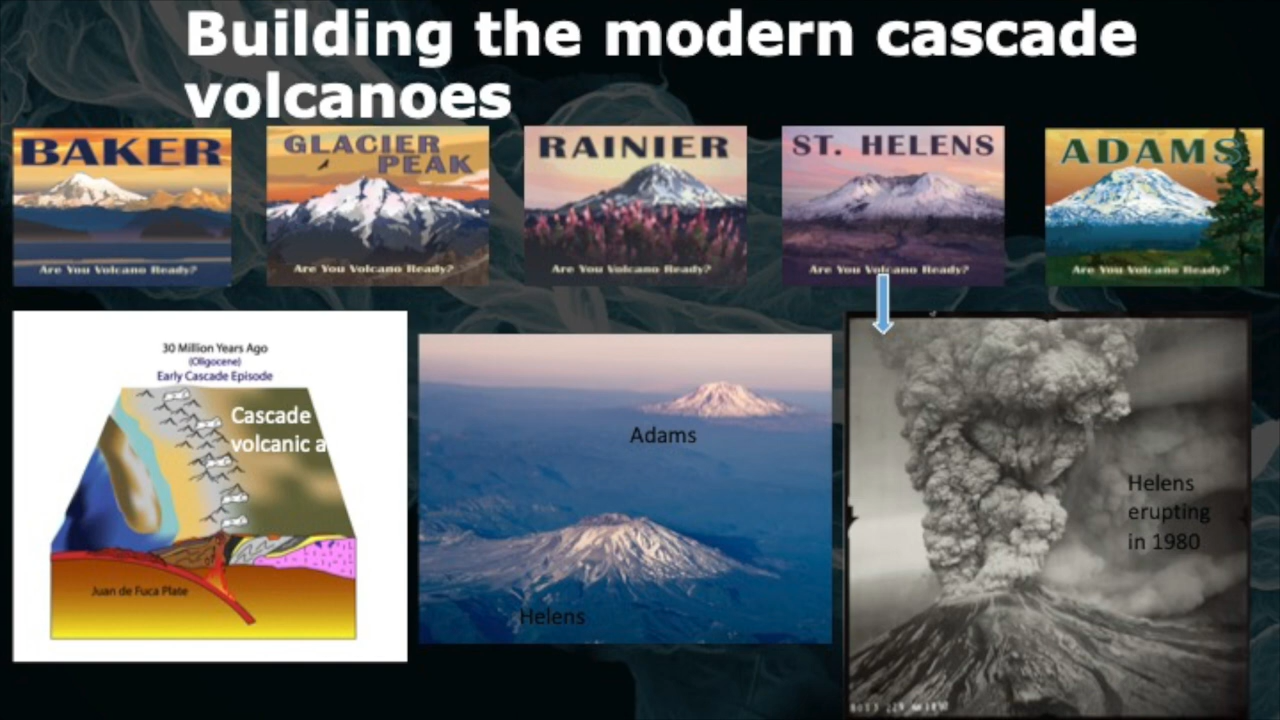 Building the modern cascade
volcanoes
BAKER
Are You Volcano Ready?
GLACIER
PEAK
Are You Volcano Ready?
RAINIER
Are You Volcano Ready?
ST. HELENS
Are You Volcano Ready?
ADAMS
Are You Volcano Ready?
30 Million Years Ago
(Oligocene)
Early Cascade Episode
Cascade
volcanic a
Juan de Fuca Plate
Adams
Helens
Helens
erupting
in 1980